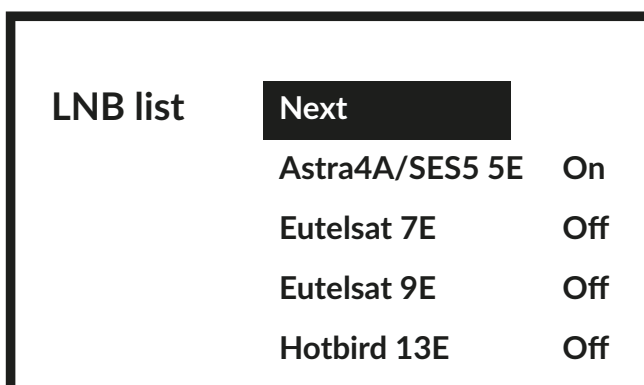 LNB list Next
Astra4A/SES5 5E On
Eutelsat 7E Off
Eutelsat 9E Off
Hotbird 13E Off